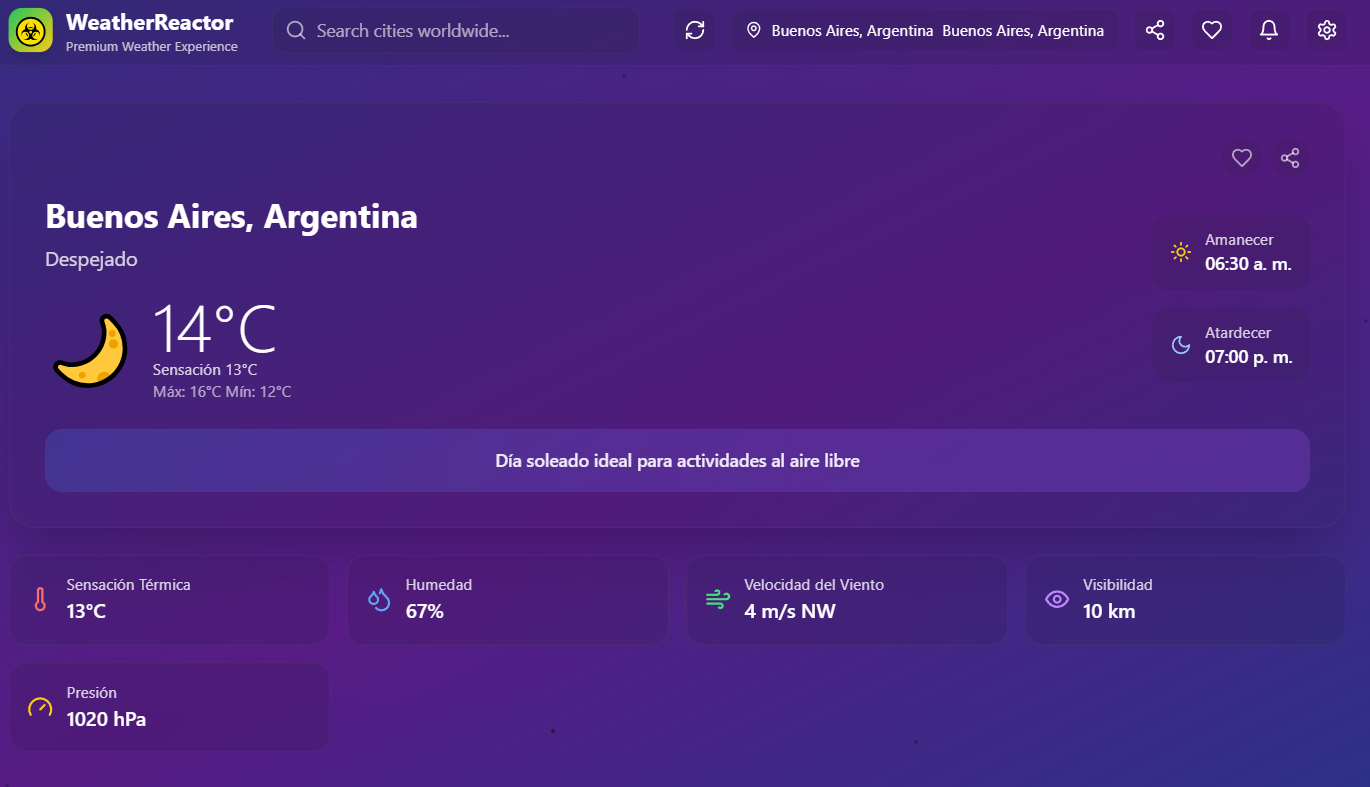 WeatherReactor
Premium Weather Experience
Search cities worldwide...
Buenos Aires, Argentina Buenos Aires, Argentina
Buenos Aires, Argentina
Despejado
14°C
Sensación 13°C
Máx: 16°C Mín: 12°C
Amanecer
06:30 a. m.
Atardecer
07:00 p. m.
Día soleado ideal para actividades al aire libre
Sensación Térmica
13°C
Humedad
67%
Velocidad del Viento
4 m/s NW
Visibilidad
10 km
Presión
1020 hPa